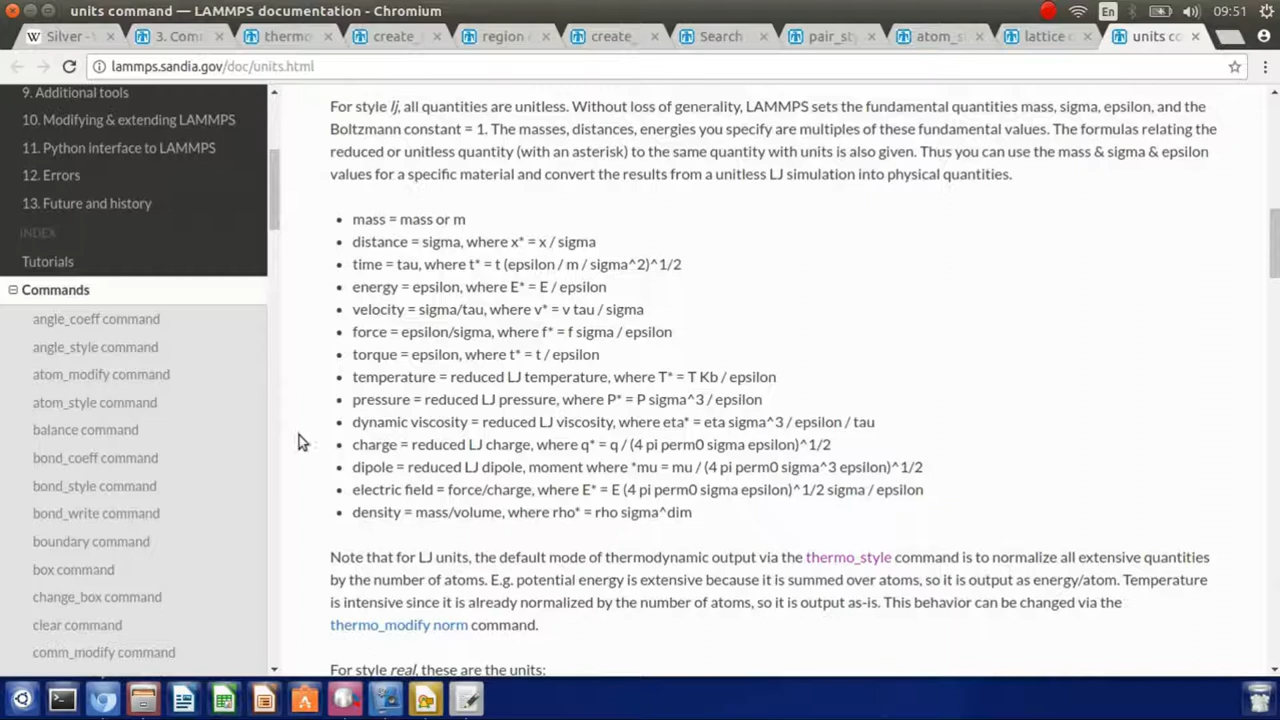 units command — LAMMPS documentation - Chromium
En
09:51
Silver -
3. Com
thermo
create_
region
create_
Search
pair_sty
atom_s
lattice c
units co
lammps.sandia.gov/doc/units.html
9. Additional tools
10. Modifying & extending LAMMPS
11. Python interface to LAMMPS
12. Errors
13. Future and history
INDEX
Tutorials
Commands
angle_coeff command
angle_style command
atom_modify command
atom_style command
balance command
bond_coeff command
bond_style command
bond_write command
boundary command
box command
change_box command
clear command
comm_modify command
For style lj, all quantities are unitless. Without loss of generality, LAMMPS sets the fundamental quantities mass, sigma, epsilon, and the
Boltzmann constant = 1. The masses, distances, energies you specify are multiples of these fundamental values. The formulas relating the
reduced or unitless quantity (with an asterisk) to the same quantity with units is also given. Thus you can use the mass & sigma & epsilon
values for a specific material and convert the results from a unitless LJ simulation into physical quantities.
• mass = mass or m
• distance = sigma, where x* = x / sigma
• time = tau, where t* = t (epsilon / m / sigma^2)^1/2
• energy = epsilon, where E* = E / epsilon
• velocity = sigma/tau, where v* = v tau / sigma
• force = epsilon/sigma, where f* = f sigma / epsilon
• torque = epsilon, where t* = t / epsilon
• temperature = reduced LJ temperature, where T* = T Kb / epsilon
• pressure = reduced LJ pressure, where P* = P sigma^3 / epsilon
• dynamic viscosity = reduced LJ viscosity, where eta* = eta sigma^3 / epsilon / tau
• charge = reduced LJ charge, where q* = q / (4 pi perm0 sigma epsilon)^1/2
• dipole = reduced LJ dipole, moment where *mu = mu / (4 pi perm0 sigma^3 epsilon)^1/2
• electric field = force/charge, where E* = E (4 pi perm0 sigma epsilon)^1/2 sigma / epsilon
• density = mass/volume, where rho* = rho sigma^dim
Note that for LJ units, the default mode of thermodynamic output via the thermo_style command is to normalize all extensive quantities
by the number of atoms. E.g. potential energy is extensive because it is summed over atoms, so it is output as energy/atom. Temperature
is intensive since it is already normalized by the number of atoms, so it is output as-is. This behavior can be changed via the
thermo_modify norm command.
For style real, these are the units: